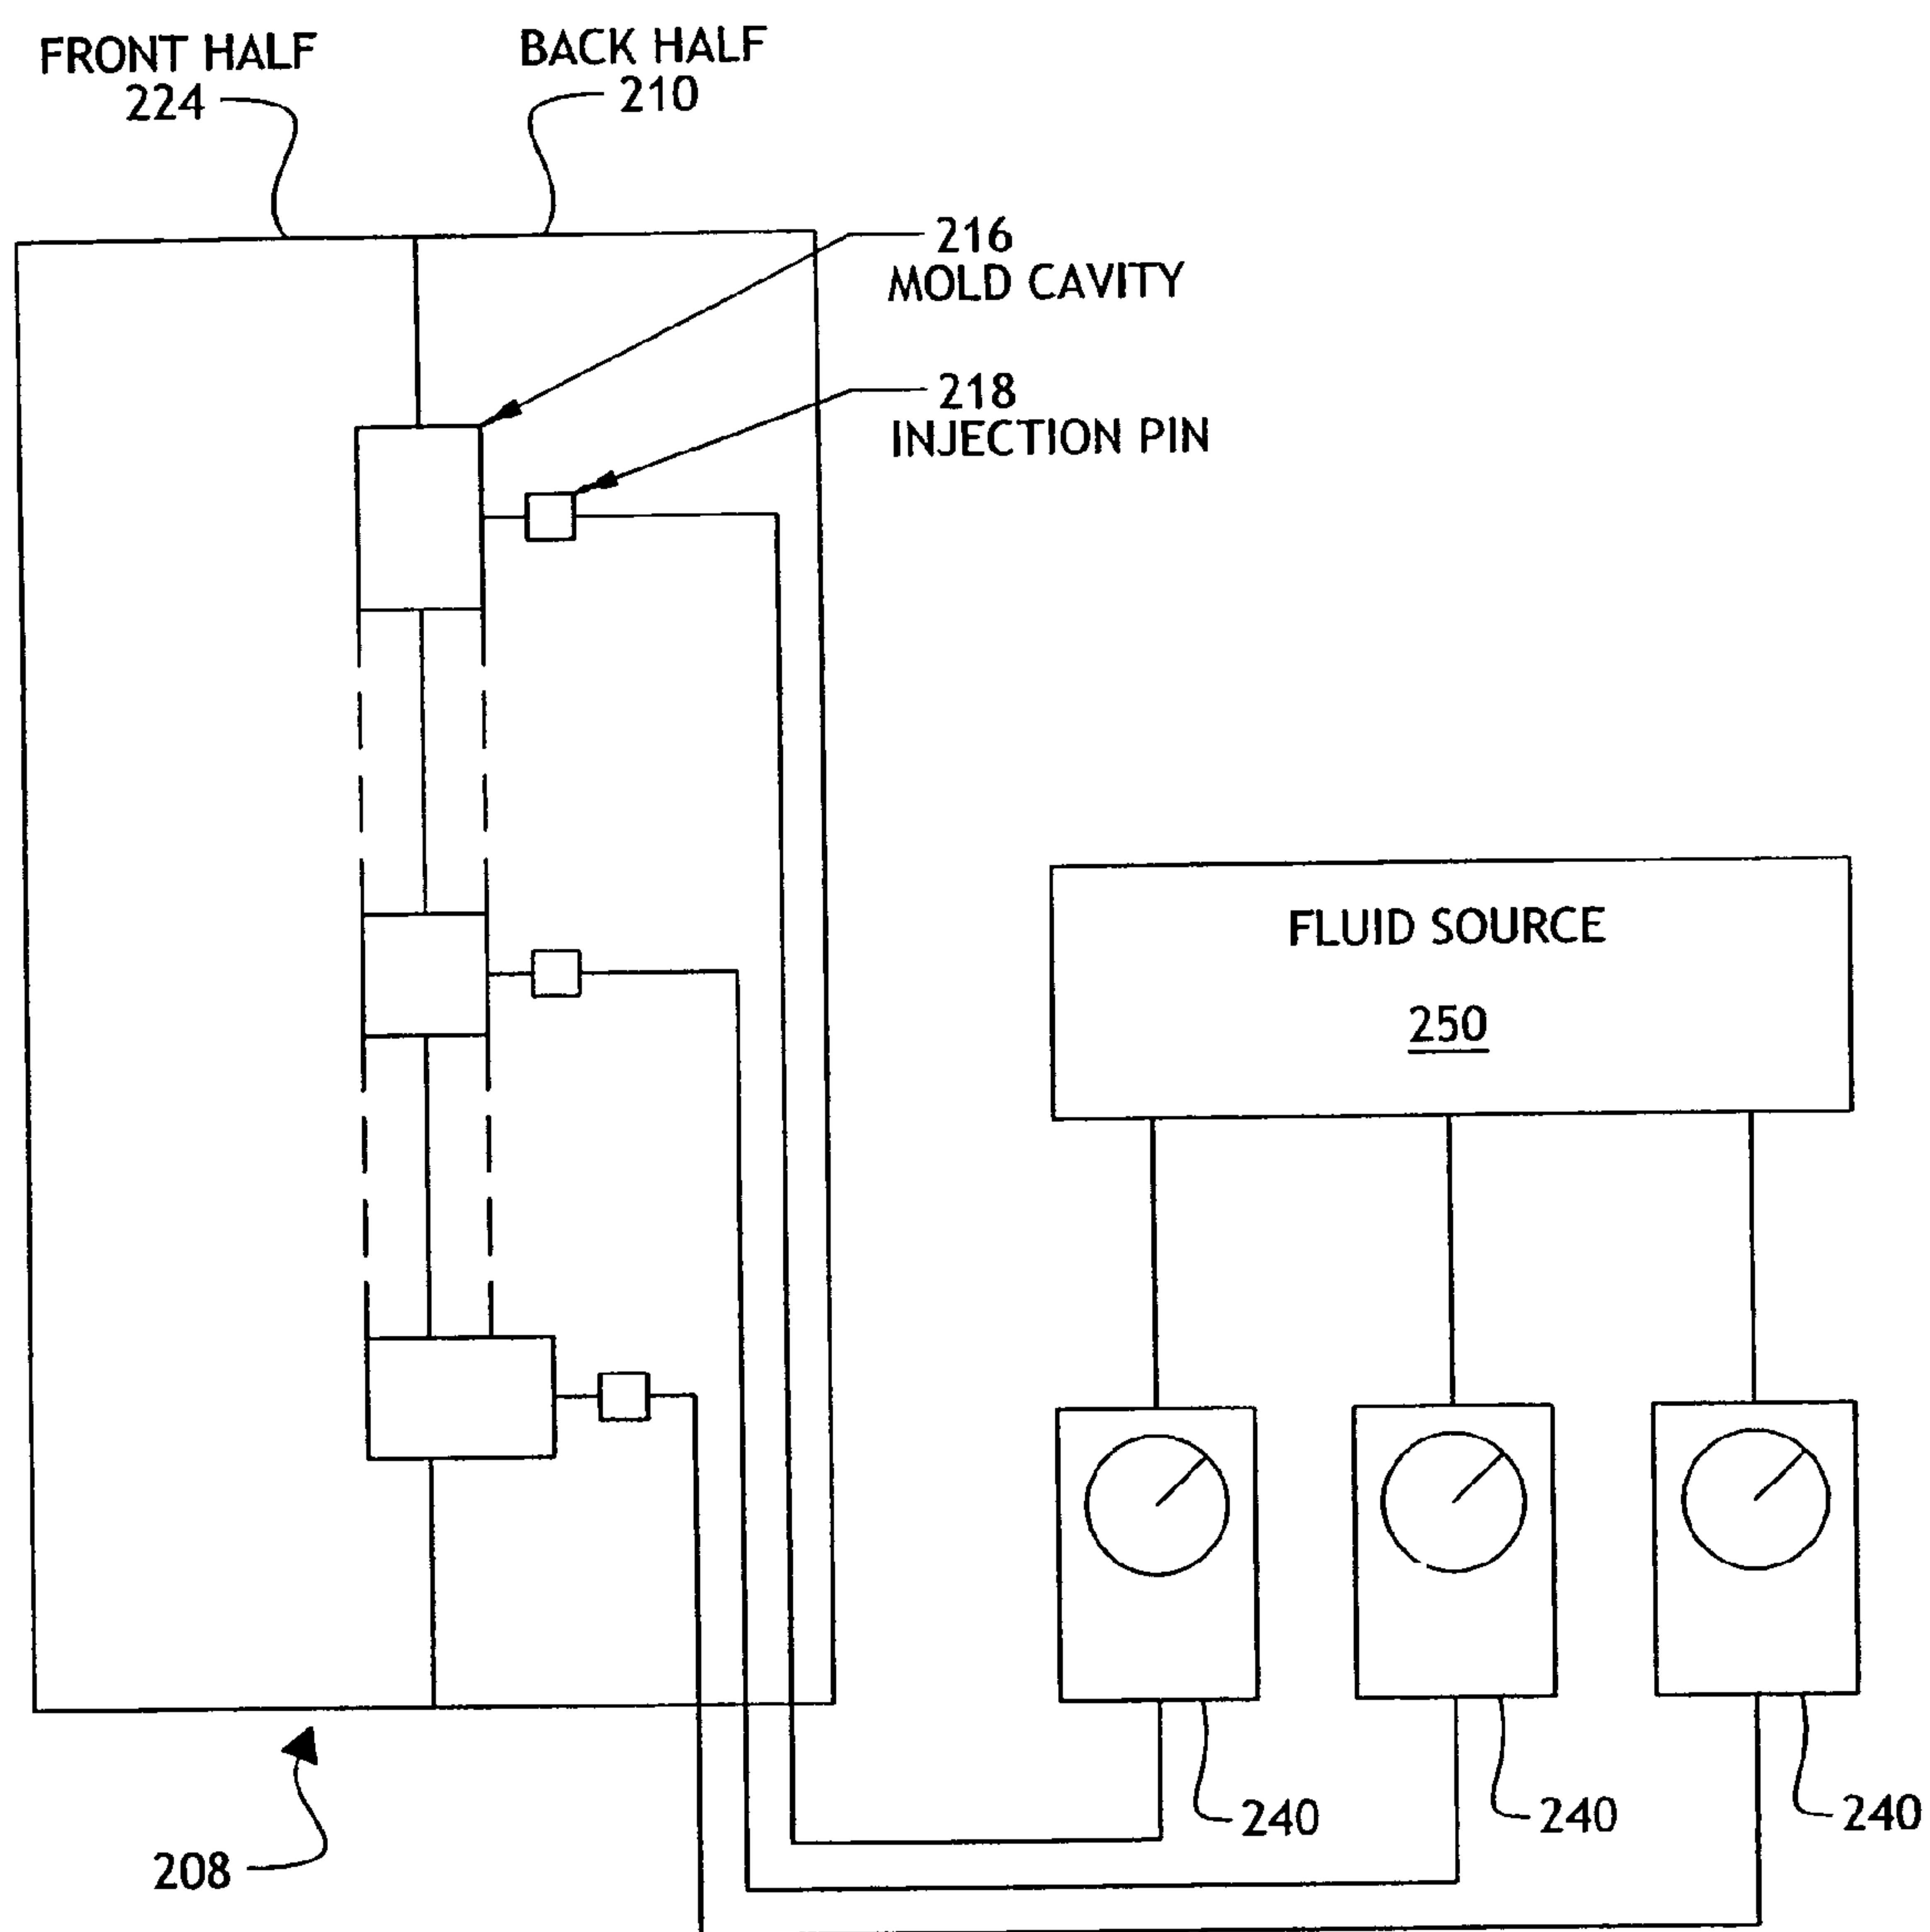 FRONT HALF
224
BACK HALF
210
216
MOLD CAVITY
218
INJECTION PIN
FLUID SOURCE
250
240
240
240
208